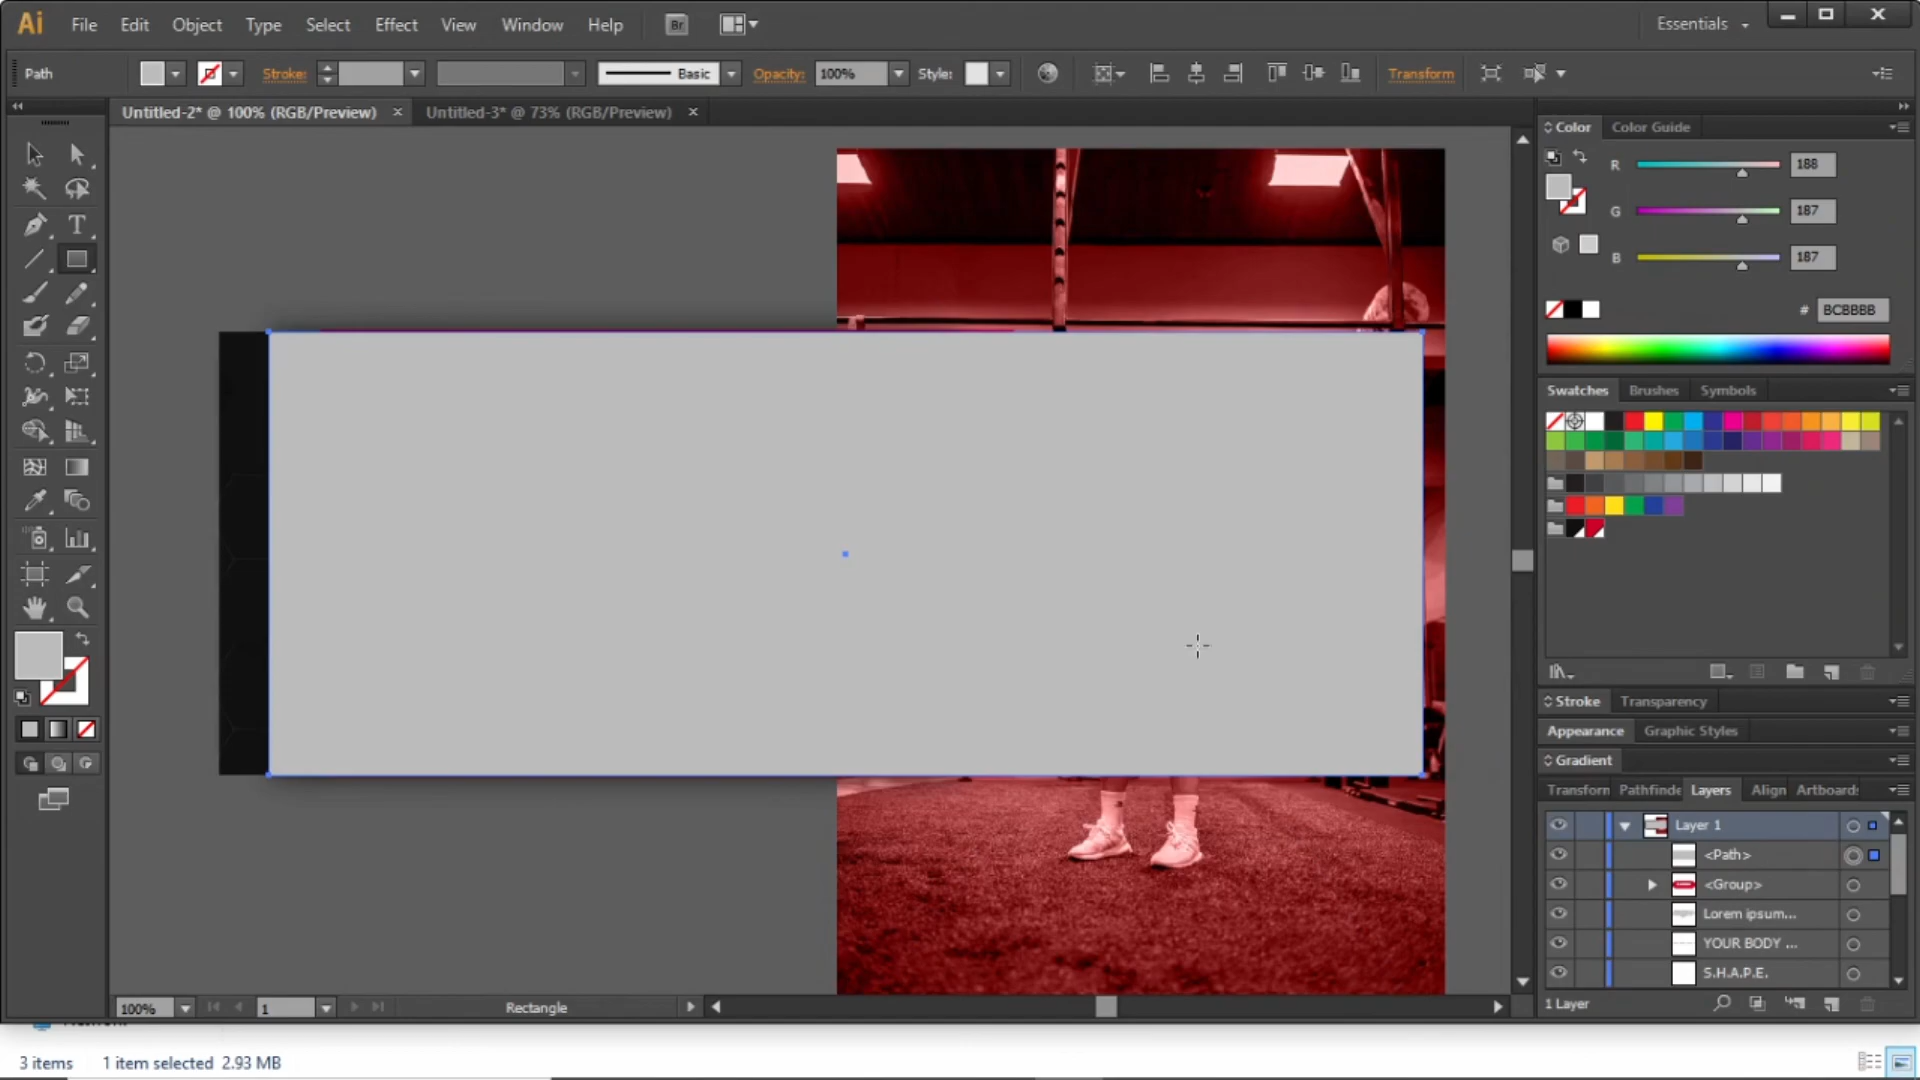 Ai File Edit Object Type Select Effect View Window Help Br Essentials
Path Stroke: Basic Opacity: 100% Style: Transform
Untitled-2* @ 100% (RGB/Preview) × Untitled-3* @ 73% (RGB/Preview) ×
Color Color Guide
R 188
G 187
B 187
# BCBBBB
Swatches Brushes Symbols
Stroke Transparency
Appearance Graphic Styles
Gradient
Transform Pathfinde Layers Align Artboard
Layer 1
<Path>
<Group>
Lorem ipsum...
YOUR BODY ...
S.H.A.P.E.
1 Layer
100% 1 Rectangle
3 items 1 item selected 2.93 MB